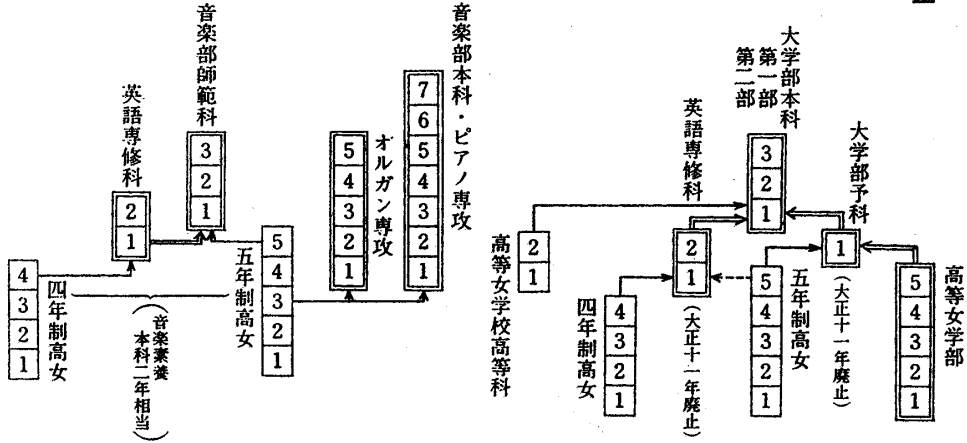 大学部本科
第一部
第二部
3
2
1
大学部予科
1
(大正十一年廃止)
英語専修科
2
1
(大正十一年廃止)
高等女学部
5
4
3
2
1
五年制高女
5
4
3
2
1
四年制高女
4
3
2
1
高等女学校高等科
2
1
音楽部本科・ピアノ専攻
7
6
5
4
3
2
1
オルガン専攻
5
4
3
2
1
音楽部師範科
3
2
1
英語専修科
2
1
五年制高女
5
4
3
2
1
四年制高女
4
3
2
1
(音楽素養
本科二年相当)